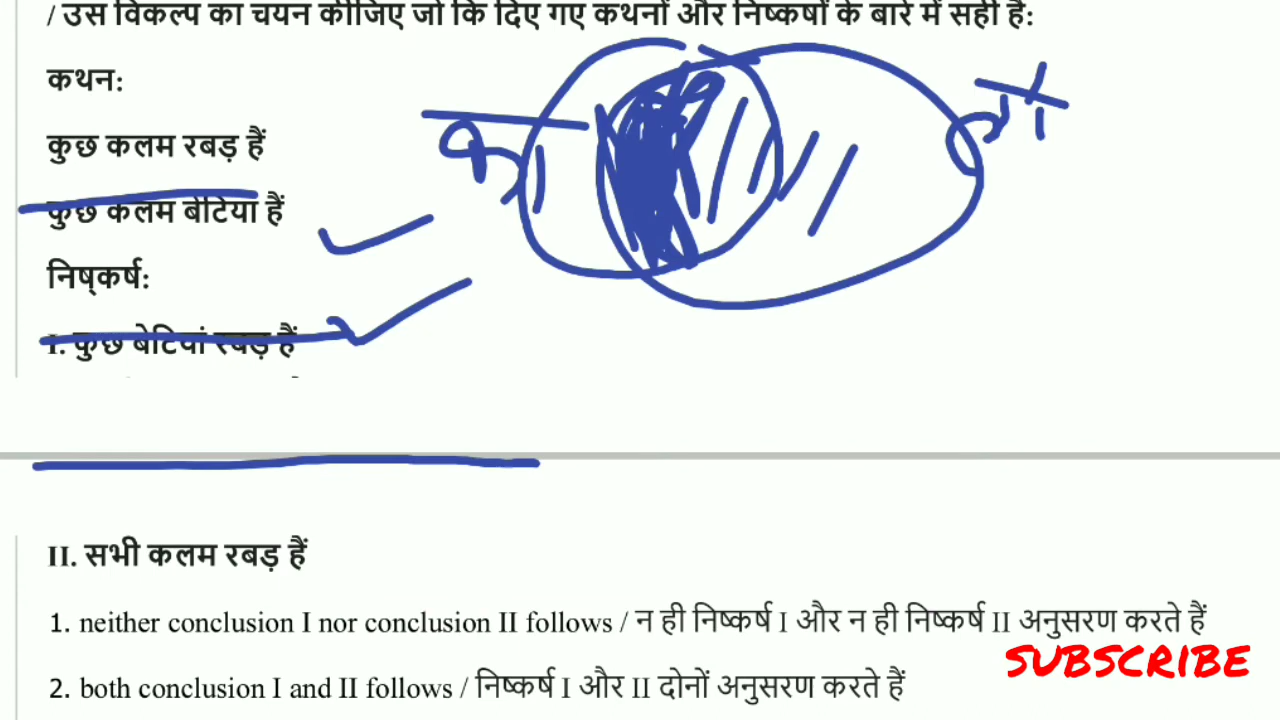 / उस विकल्प का चयन कीजिए जो कि दिए गए कथनों और निष्कर्षों के बारे में सही है:
कथन:
कुछ कलम रबड़ हैं
कुछ कलम बेटियां हैं
निष्कर्ष:
I. कुछ बेटियां रबड़ हैं
II. सभी कलम रबड़ हैं
1. neither conclusion I nor conclusion II follows / न ही निष्कर्ष I और न ही निष्कर्ष II अनुसरण करते हैं
SUBSCRIBE
2. both conclusion I and II follows / निष्कर्ष I और II दोनों अनुसरण करते हैं